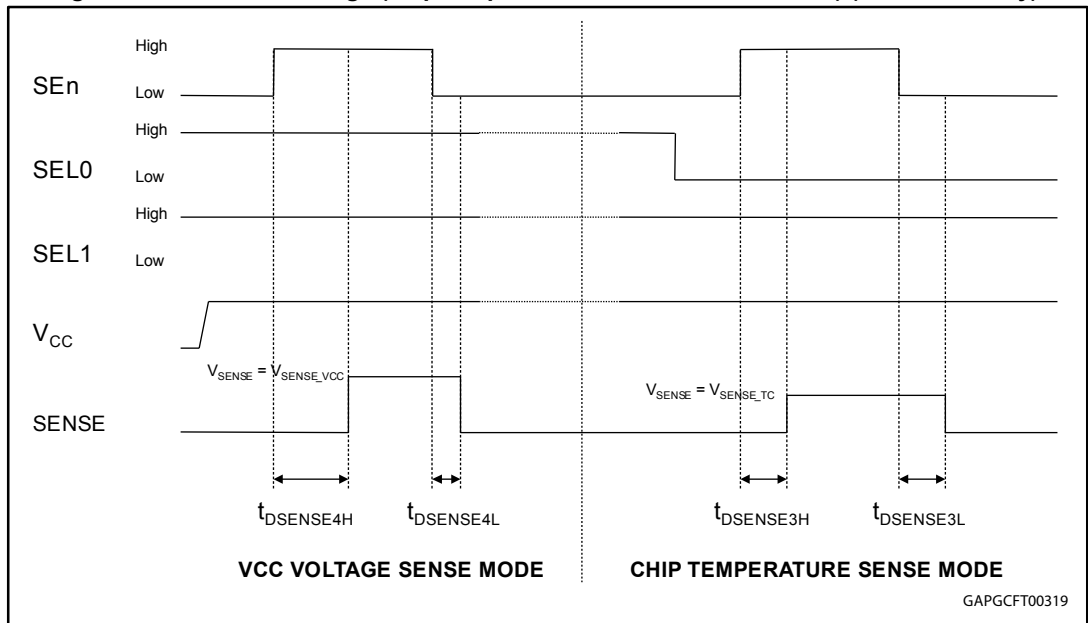 High
SEn
Low
High
SEL0
Low
High
SEL1
Low
VCC
VSENSE = VSENSE_VCC
VSENSE = VSENSE_TC
SENSE
tDSENSE4H tDSENSE4L tDSENSE3H tDSENSE3L
VCC VOLTAGE SENSE MODE CHIP TEMPERATURE SENSE MODE
GAPGCFT00319